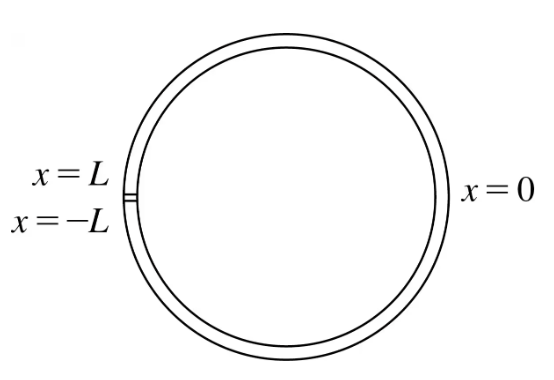 x = L
x = −L
x = 0